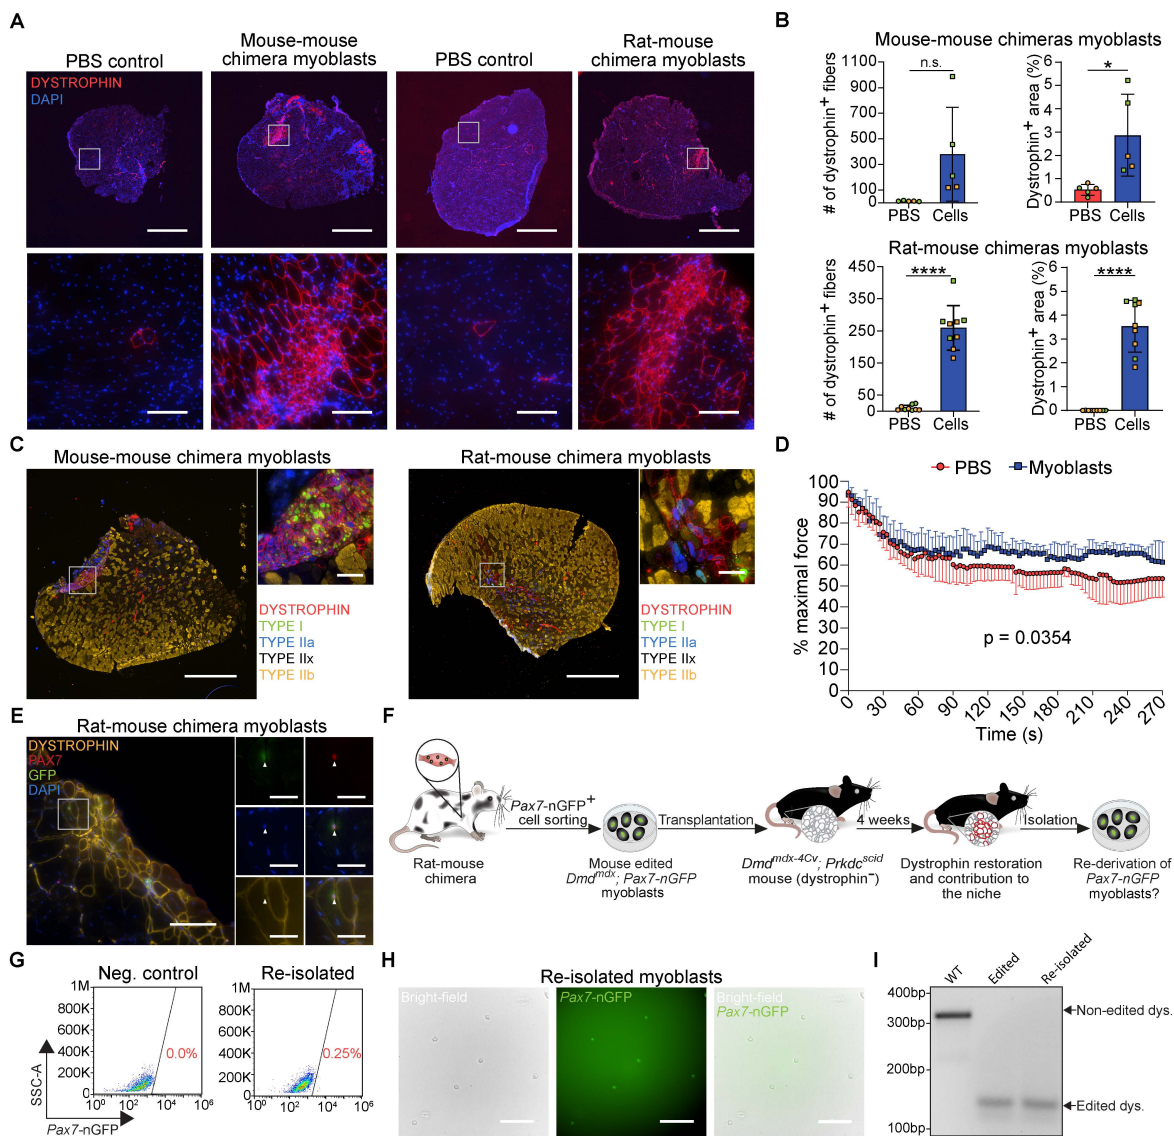 A
PBS control
Mouse-mouse
chimera myoblasts
PBS control
Rat-mouse
chimera myoblasts
DYSTROPHIN
DAPI
B
Mouse-mouse chimeras myoblasts
# of dystrophin+ fibers
1100
900
700
500
300
100
0
n.s.
PBS
Cells
Dystrophin+ area (%)
6
5
4
3
2
1
0
*
PBS
Cells
Rat-mouse chimeras myoblasts
# of dystrophin+ fibers
450
350
250
150
50
0
****
PBS
Cells
Dystrophin+ area (%)
6
5
4
3
2
1
0
****
PBS
Cells
C
Mouse-mouse chimera myoblasts
DYSTROPHIN
TYPE I
TYPE IIa
TYPE IIx
TYPE IIb
Rat-mouse chimera myoblasts
DYSTROPHIN
TYPE I
TYPE IIa
TYPE IIx
TYPE IIb
D
PBS
Myoblasts
% maximal force
100
90
80
70
60
50
40
30
20
10
0
p = 0.0354
0
30
60
90
120
150
180
210
240
270
Time (s)
E
Rat-mouse chimera myoblasts
DYSTROPHIN
PAX7
GFP
DAPI
F
Rat-mouse
chimera
Pax7-nGFP+
cell sorting
Mouse edited
Dmdmdx; Pax7-nGFP
myoblasts
Transplantation
Dmdmdx-4Cv; Prkdcscid
mouse (dystrophin−)
4 weeks
Dystrophin restoration
and contribution to
the niche
Isolation
Re-derivation of
Pax7-nGFP
myoblasts?
G
Neg. control
SSC-A
1M
800K
600K
400K
200K
0
0.0%
10⁰
10²
10⁴
10⁶
Pax7-nGFP
Re-isolated
1M
800K
600K
400K
200K
0
0.25%
10⁰
10²
10⁴
10⁶
H
Re-isolated myoblasts
Bright-field
Pax7-nGFP
Bright-field
Pax7-nGFP
I
WT
Edited
Re-isolated
400bp
300bp
200bp
100bp
Non-edited dys.
Edited dys.